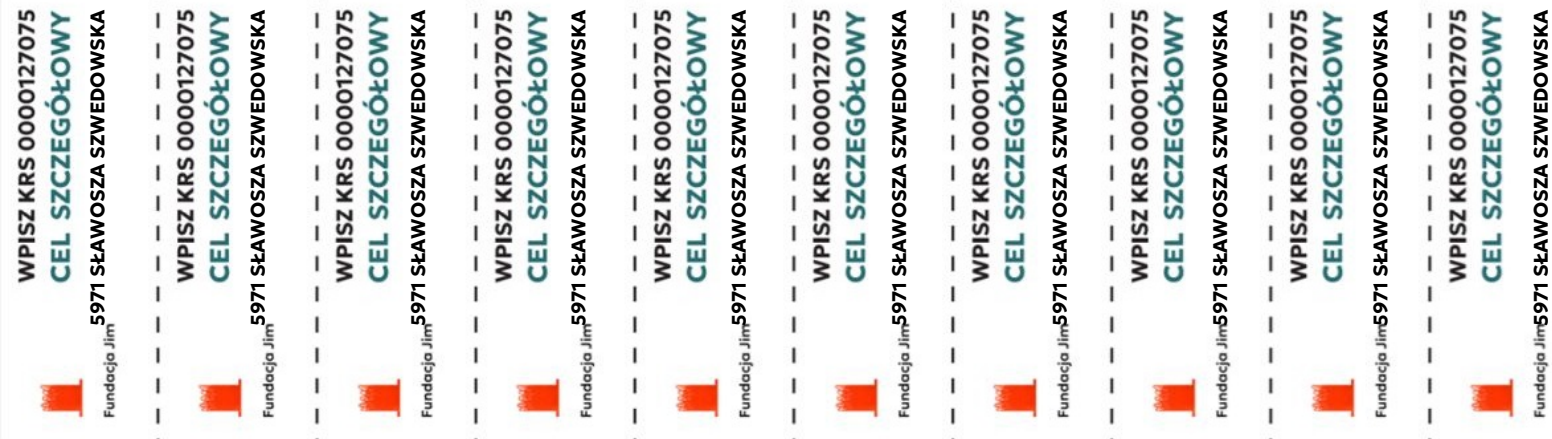 WPISZ KRS 0000127075
CEL SZCZEGÓŁOWY
5971 SŁAWOSZA SZWEDOWSKA
Fundacja Jim
WPISZ KRS 0000127075
CEL SZCZEGÓŁOWY
5971 SŁAWOSZA SZWEDOWSKA
Fundacja Jim
WPISZ KRS 0000127075
CEL SZCZEGÓŁOWY
5971 SŁAWOSZA SZWEDOWSKA
Fundacja Jim
WPISZ KRS 0000127075
CEL SZCZEGÓŁOWY
5971 SŁAWOSZA SZWEDOWSKA
Fundacja Jim
WPISZ KRS 0000127075
CEL SZCZEGÓŁOWY
5971 SŁAWOSZA SZWEDOWSKA
Fundacja Jim
WPISZ KRS 0000127075
CEL SZCZEGÓŁOWY
5971 SŁAWOSZA SZWEDOWSKA
Fundacja Jim
WPISZ KRS 0000127075
CEL SZCZEGÓŁOWY
5971 SŁAWOSZA SZWEDOWSKA
Fundacja Jim
WPISZ KRS 0000127075
CEL SZCZEGÓŁOWY
5971 SŁAWOSZA SZWEDOWSKA
Fundacja Jim
WPISZ KRS 0000127075
CEL SZCZEGÓŁOWY
5971 SŁAWOSZA SZWEDOWSKA
Fundacja Jim
WPISZ KRS 0000127075
CEL SZCZEGÓŁOWY
5971 SŁAWOSZA SZWEDOWSKA
Fundacja Jim